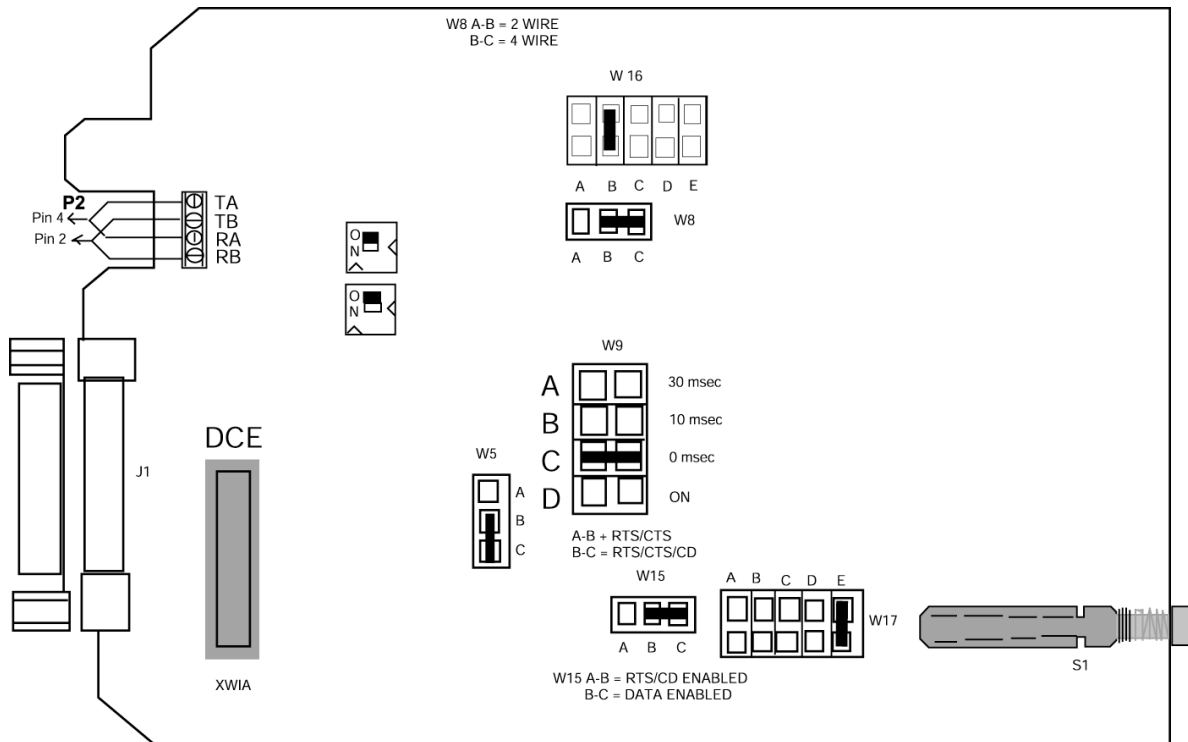 W8 A-B = 2 WIRE
B-C = 4 WIRE
W 16
A B C D E
W8
A B C
P2
Pin 4
Pin 2
TA
TB
RA
RB
O
N
O
N
W9
A 30 msec
B 10 msec
C 0 msec
D ON
A-B + RTS/CTS
B-C = RTS/CTS/CD
W5
A
B
C
J1
DCE
XWIA
W15
A B C
A B C D E
W17
W15 A-B = RTS/CD ENABLED
B-C = DATA ENABLED
S1